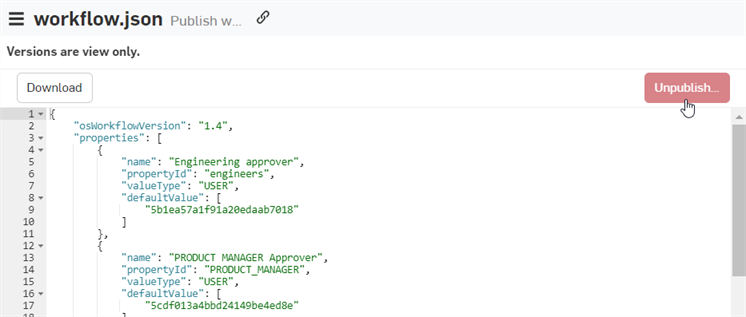 workflow.json Publish w...
Versions are view only.
Download Unpublish...
1 {
2 "osWorkflowVersion": "1.4",
3 "properties": [
4 {
5 "name": "Engineering approver",
6 "propertyId": "engineers",
7 "valueType": "USER",
8 "defaultValue": [
9 "5b1ea57a1f91a20edaab7018"
10 ]
11 },
12 {
13 "name": "PRODUCT MANAGER Approver",
14 "propertyId": "PRODUCT_MANAGER",
15 "valueType": "USER",
16 "defaultValue": [
17 "5cdf013a4bbd24149be4ed8e"
18 ]